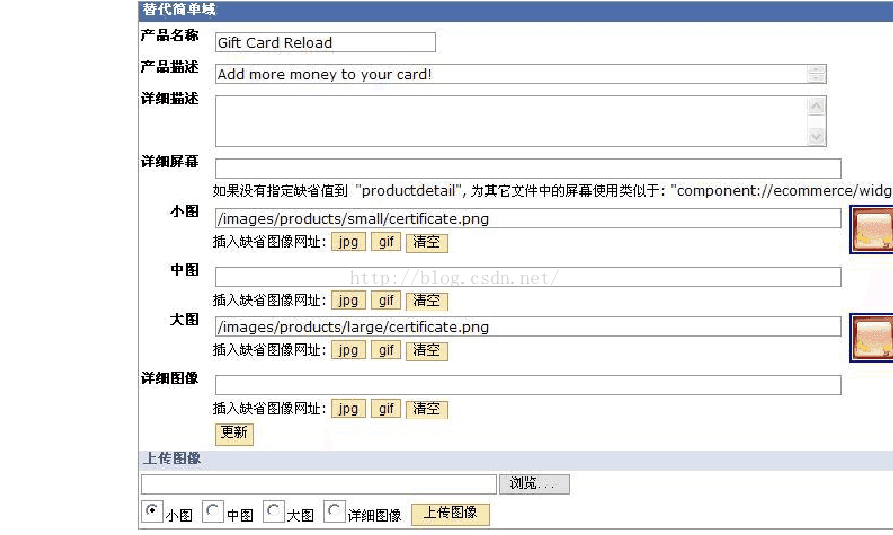 替代简单域
产品名称 Gift Card Reload
产品描述 Add more money to your card!
详细描述
详细屏幕
如果没有指定缺省值到 "productdetail", 为其它文件中的屏幕使用类似于: "component://ecommerce/widg
小图 /images/products/small/certificate.png
插入缺省图像网址: jpg gif 清空
http://blog.csdn.net/
中图
插入缺省图像网址: jpg gif 清空
大图 /images/products/large/certificate.png
插入缺省图像网址: jpg gif 清空
详细图像
插入缺省图像网址: jpg gif 清空
更新
上传图像
浏览...
小图 中图 大图 详细图像 上传图像